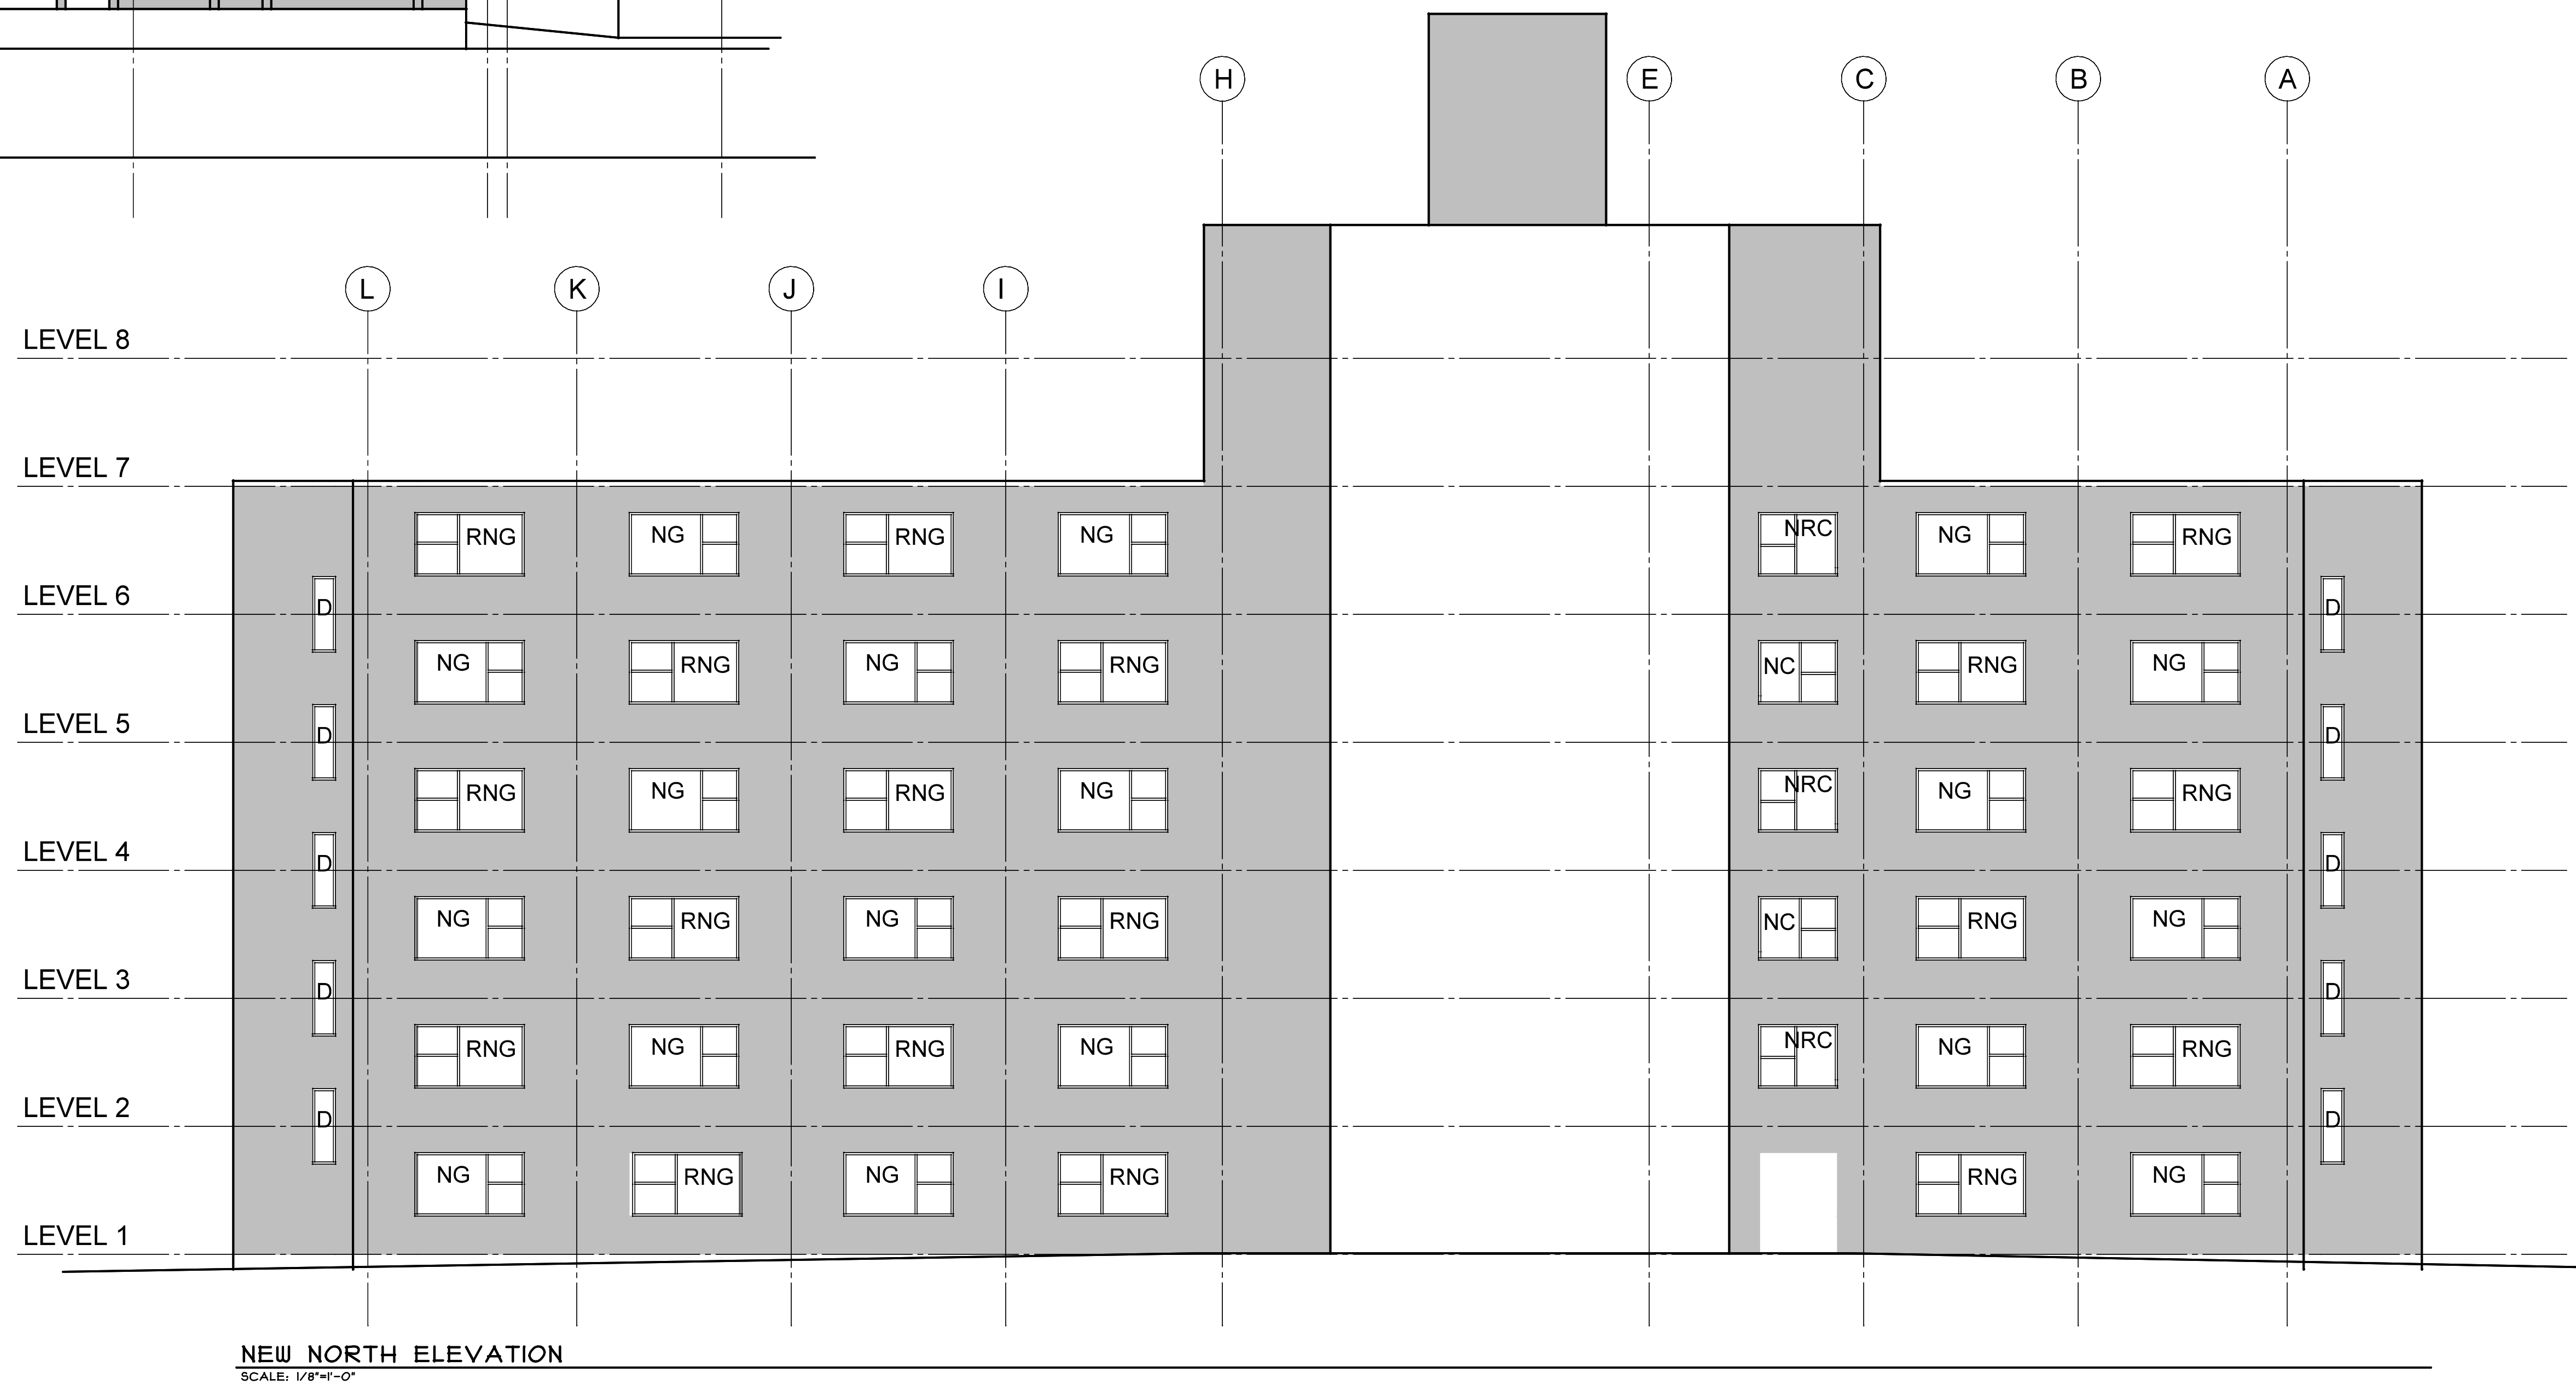 H E C B A
L K J I
LEVEL 8
LEVEL 7
RNG NG RNG NG NRC NG RNG
LEVEL 6
D D
NG RNG NG RNG NC RNG NG
LEVEL 5
D D
RNG NG RNG NG NRC NG RNG
LEVEL 4
D D
NG RNG NG RNG NC RNG NG
LEVEL 3
D D
RNG NG RNG NG NRC NG RNG
LEVEL 2
D D
NG RNG NG RNG RNG NG
LEVEL 1
NEW NORTH ELEVATION
SCALE: 1/8"=1'-0"